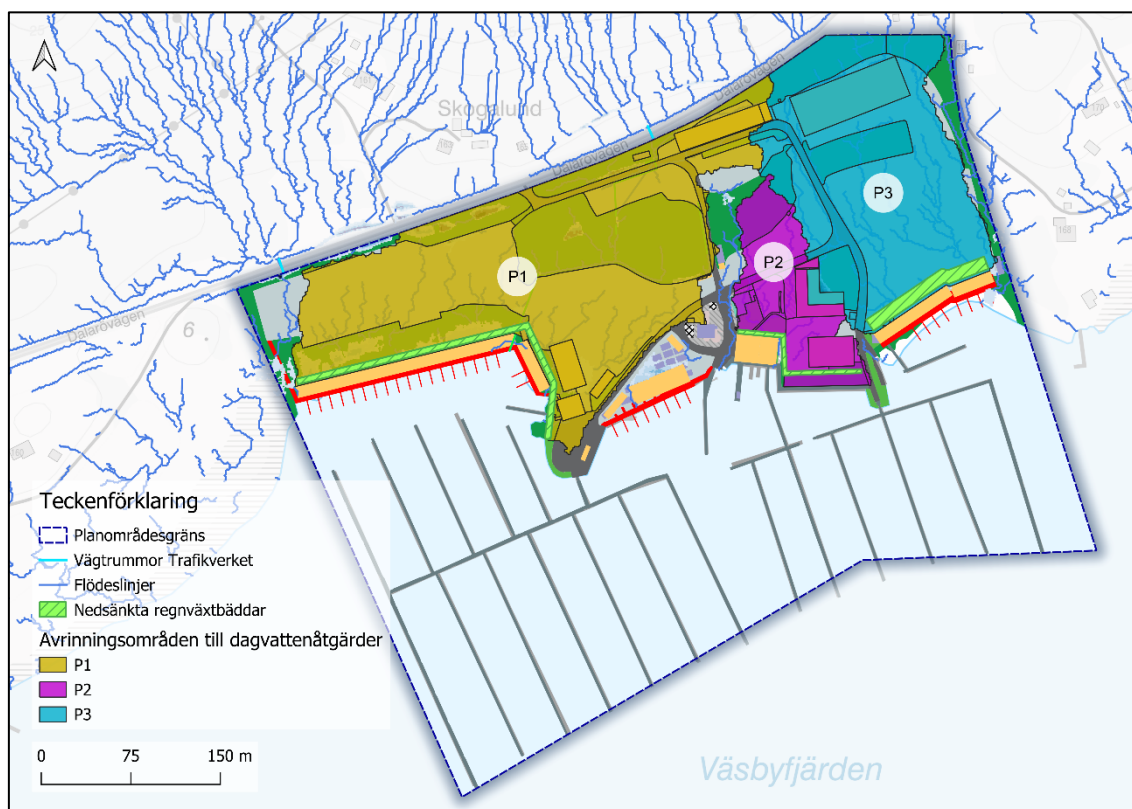 Skogalund
Dalarövägen
Dalarövägen
6
P1
P2
P3
168
Teckenförklaring
Planområdesgräns
Vägtrummor Trafikverket
Flödeslinjer
Nedsänkta regnväxtbäddar
Avrinningsområden till dagvattenåtgärder
P1
P2
P3
0 75 150 m
Väsbyfjärden